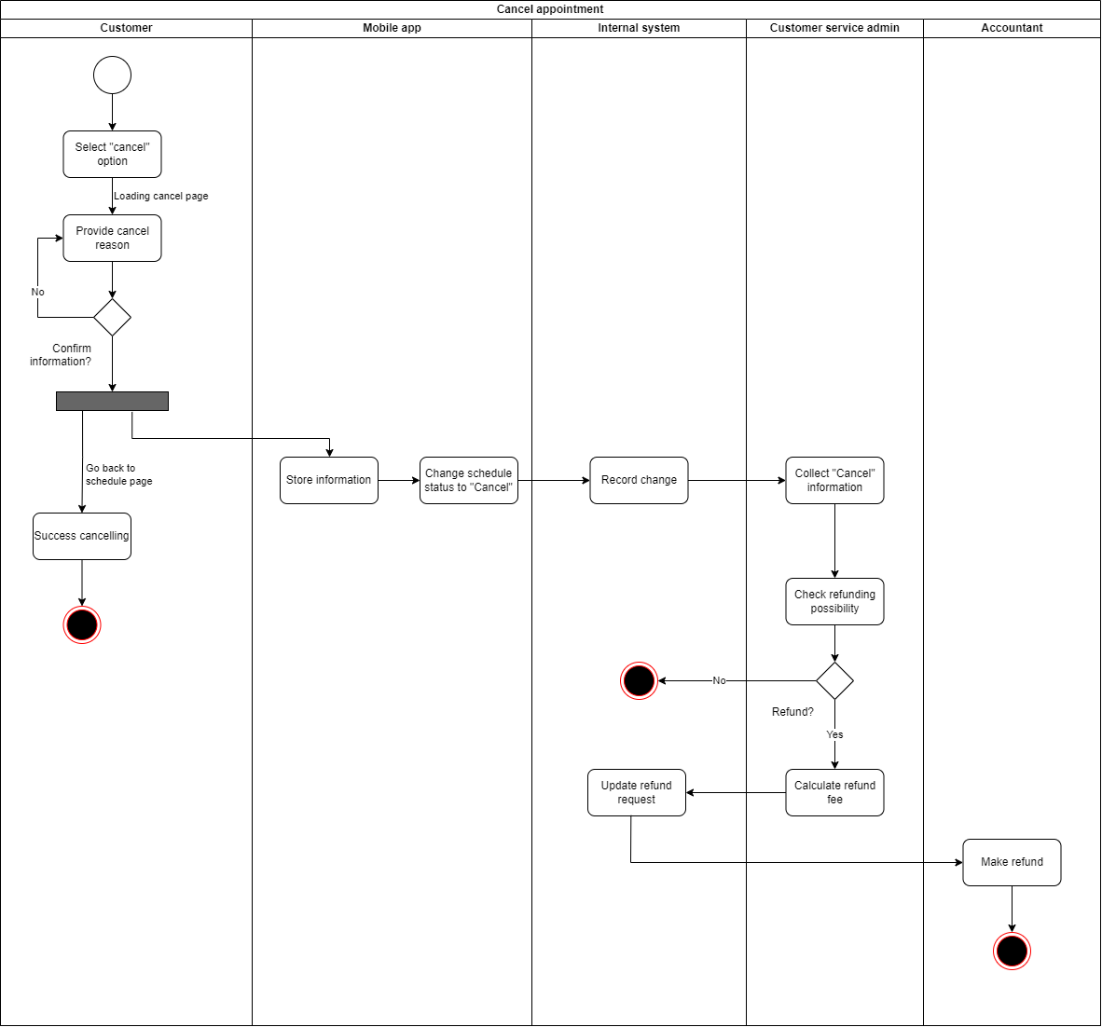 Cancel appointment
Customer
Mobile app
Internal system
Customer service admin
Accountant
Select "cancel"
option
Loading cancel page
Provide cancel
reason
No
Confirm
information?
Go back to
schedule page
Store information
Change schedule
status to "Cancel"
Record change
Collect "Cancel"
information
Success cancelling
Check refunding
possibility
No
Refund?
Yes
Update refund
request
Calculate refund
fee
Make refund